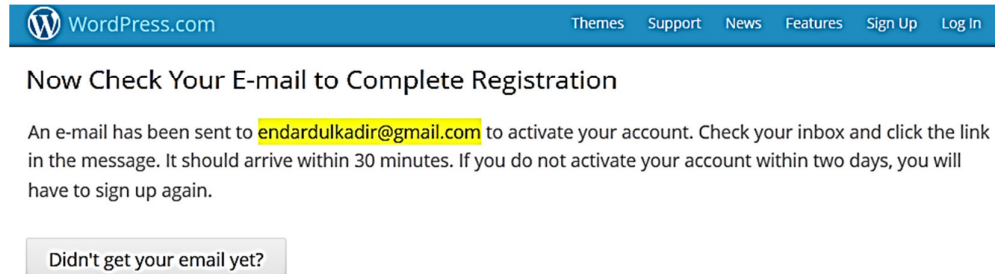 WordPress.com
Themes Support News Features Sign Up Log In
Now Check Your E-mail to Complete Registration
An e-mail has been sent to endardulkadir@gmail.com to activate your account. Check your inbox and click the link
in the message. It should arrive within 30 minutes. If you do not activate your account within two days, you will
have to sign up again.
Didn't get your email yet?